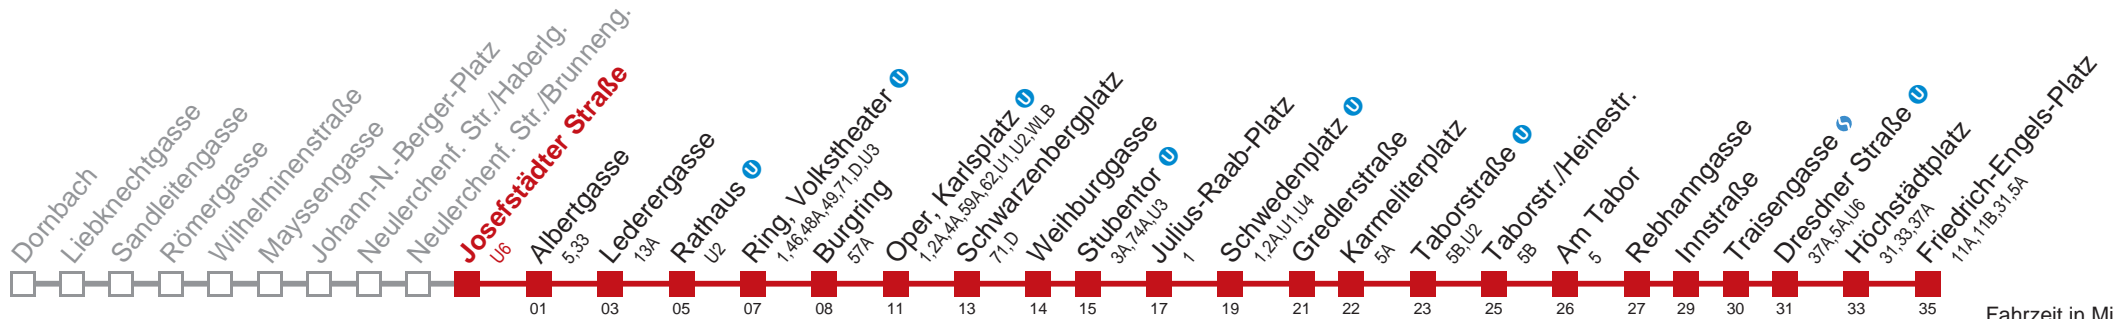 Dornbach
Liebknechtgasse
Sandleitengasse
Römergasse
Wilhelminenstraße
Mayssengasse
Johann-N.-Berger-Platz
Neulerchenf. Str./Haberlg.
Neulerchenf. Str./Brunneng.
Josefstädter Straße
U6
Albertgasse
5,33
01
Lederergasse
13A
03
Rathaus U
U2
05
Ring, Volkstheater U
1,46,48A,49,71,D,U3
07
Burgring
57A
08
Oper, Karlsplatz U
1,2A,4A,59A,62,U1,U2,WLB
11
Schwarzenbergplatz
71,D
13
Weihburggasse
14
Stubentor U
3A,74A,U3
15
Julius-Raab-Platz
1
17
Schwedenplatz U
1,2A,U1,U4
19
Gredlerstraße
21
Karmeliterplatz
5A
22
Taborstraße U
5B,U2
23
Taborstr./Heinestr.
5B
25
Am Tabor
5
26
Rebhanngasse
27
Innstraße
29
Traisengasse S
30
Dresdner Straße U
37A,5A,U6
31
Höchstädtplatz
31,33,37A
33
Friedrich-Engels-Platz
11A,11B,31,5A
35
Fahrzeit in Mi